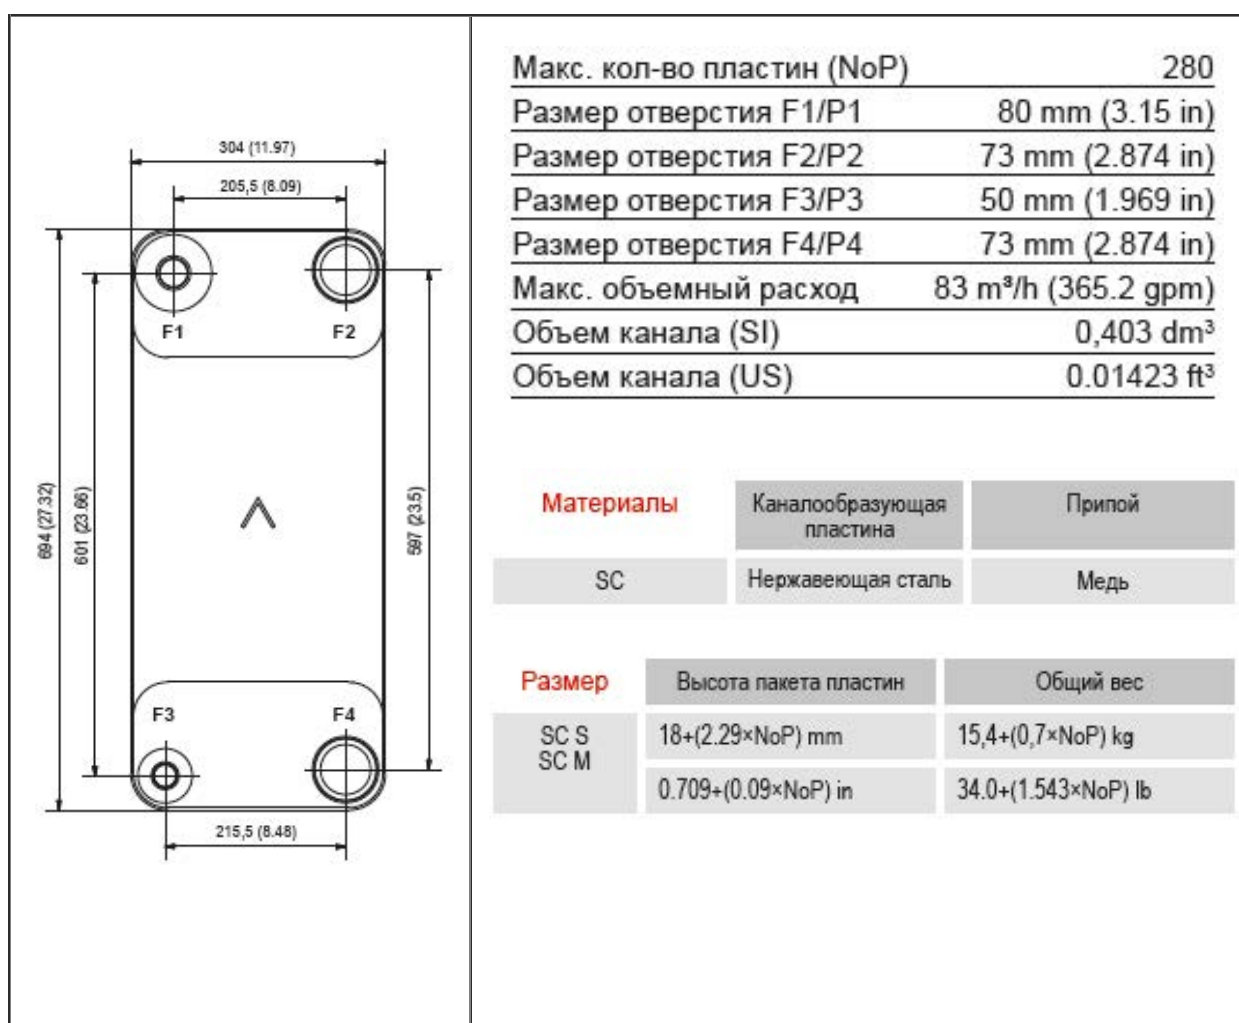 304 (11.97)
205,5 (8.09)
F1
F2
694 (27.32)
601 (23.66)
597 (23.5)
F3
F4
215,5 (8.48)
Макс. кол-во пластин (NoP) 280
Размер отверстия F1/P1 80 mm (3.15 in)
Размер отверстия F2/P2 73 mm (2.874 in)
Размер отверстия F3/P3 50 mm (1.969 in)
Размер отверстия F4/P4 73 mm (2.874 in)
Макс. объемный расход 83 m³/h (365.2 gpm)
Объем канала (SI) 0,403 dm³
Объем канала (US) 0.01423 ft³
Материалы Каналообразующая Припой
пластина
SC Нержавеющая сталь Медь
Размер Высота пакета пластин Общий вес
SC S 18+(2.29×NoP) mm 15,4+(0,7×NoP) kg
SC M
0.709+(0.09×NoP) in 34.0+(1.543×NoP) lb